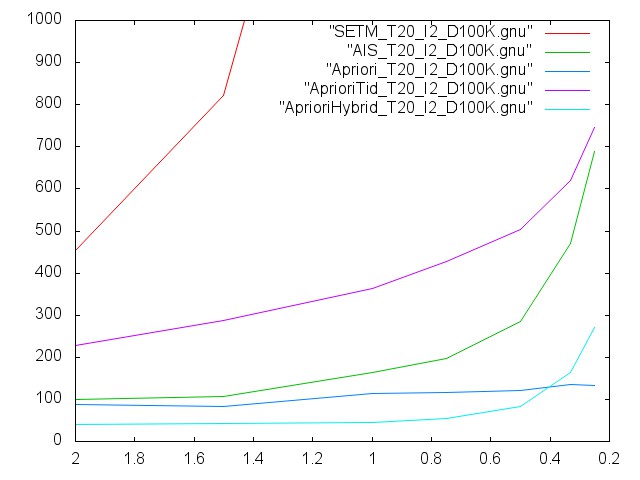 1000
900
800
700
600
500
400
300
200
100
0
"SETM_T20_I2_D100K.gnu"
"AIS_T20_I2_D100K.gnu"
"Apriori_T20_I2_D100K.gnu"
"AprioriTid_T20_I2_D100K.gnu"
"AprioriHybrid_T20_I2_D100K.gnu"
2 1.8 1.6 1.4 1.2 1 0.8 0.6 0.4 0.2